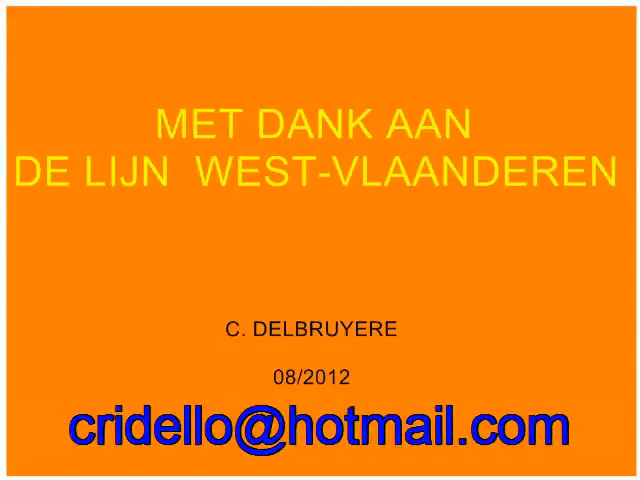 MET DANK AAN
DE LIJN WEST-VLAANDEREN
C. DELBRUYERE
08/2012
cridello@hotmail.com